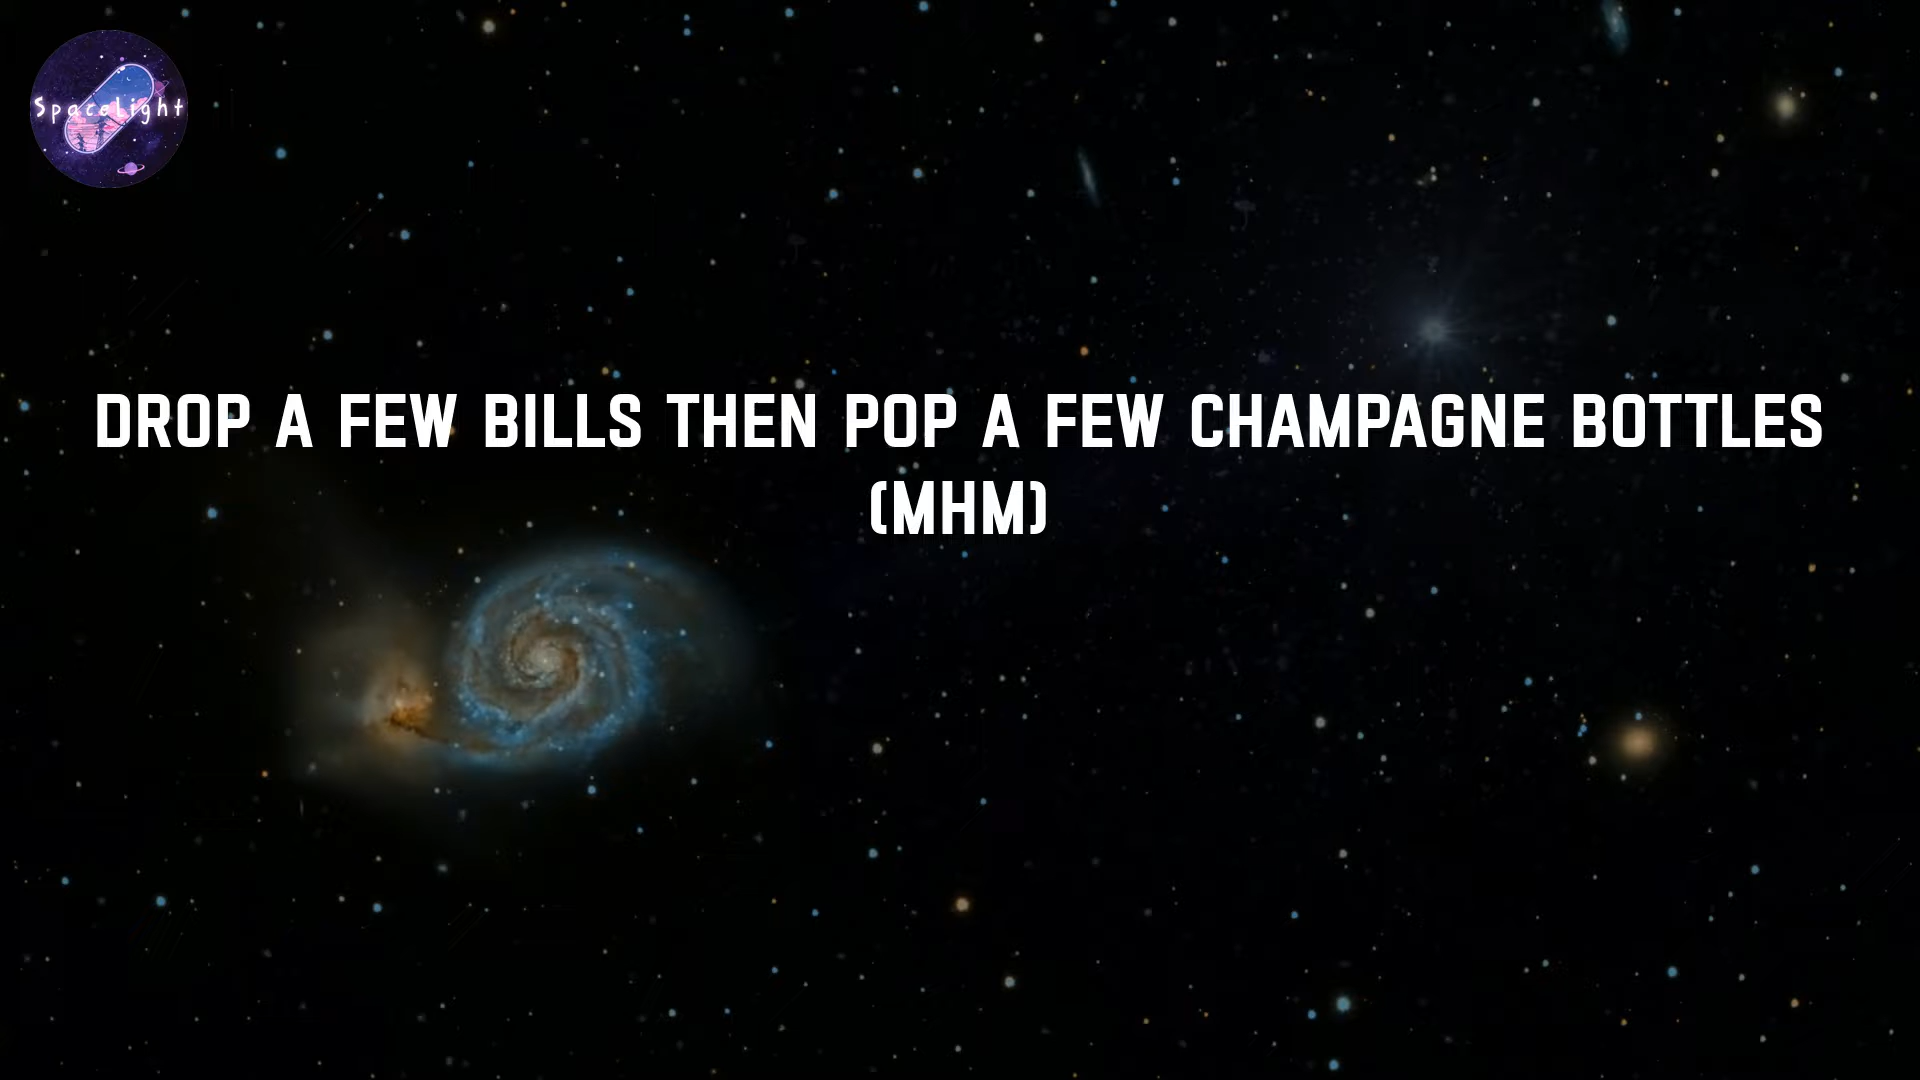 SpaceLight
DROP A FEW BILLS THEN POP A FEW CHAMPAGNE BOTTLES
(MHM)